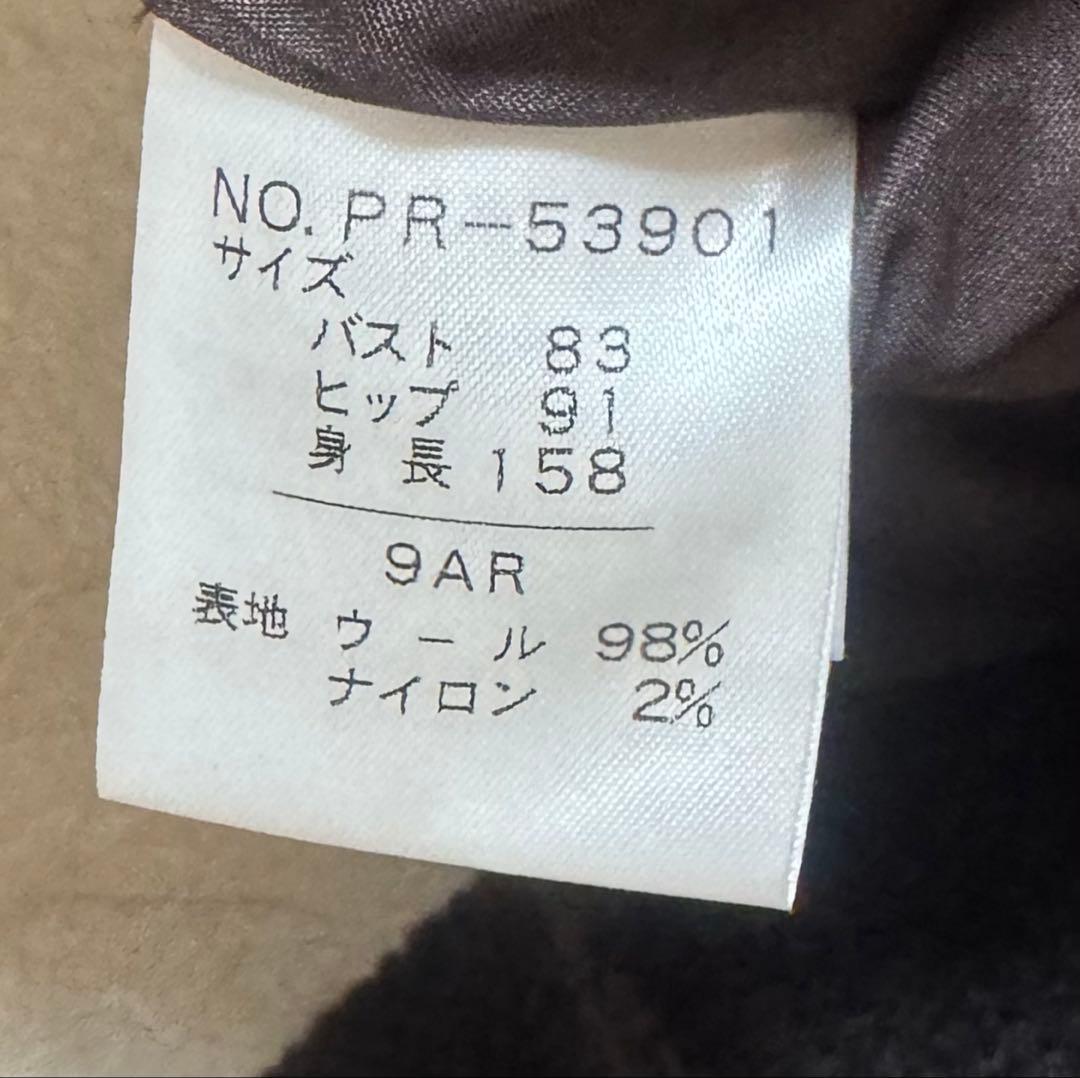 NO.PR-53901
サイズ
バスト 83
ヒップ 91
身長 158
9AR
表地 ウール 98%
ナイロン 2%